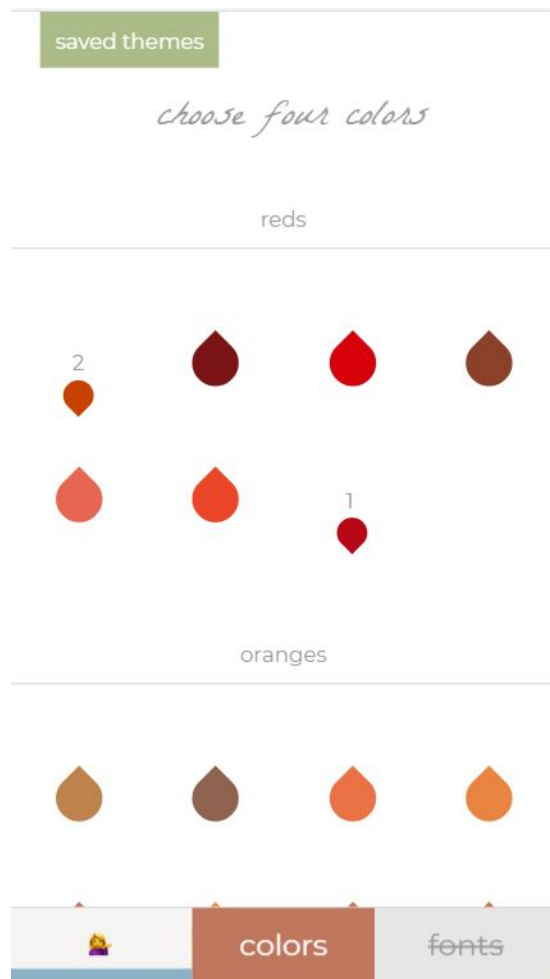 saved themes
choose four colors
reds
2
1
oranges
colors
fonts